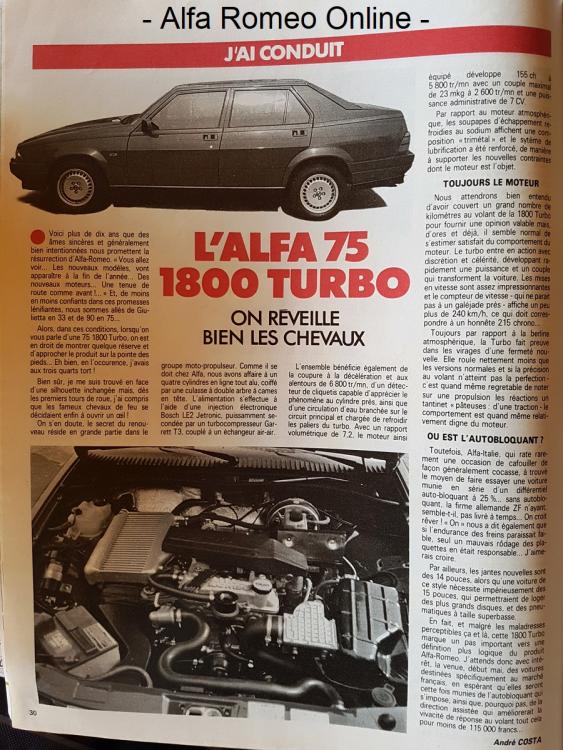 - Alfa Romeo Online -
J'AI CONDUIT
L'ALFA 75
1800 TURBO
ON REVEILLE
BIEN LES CHEVAUX
Voici plus de dix ans que des
âmes sincères et généralement
bien intentionnées nous promettent la
résurrection d'Alfa-Romeo. « Vous allez
voir... Les nouveaux modèles, vont
apparaître à la fin de l'année... Des
nouveaux moteurs... Une tenue de
route comme avant !... » Et, de moins
en moins confiants dans ces promesses
lénifiantes, nous sommes allés de Giu-
lietta en 33 et de 90 en 75...
Alors, dans ces conditions, lorsqu'on
vous parle d'une 75 1800 Turbo, on est
en droit de montrer quelque réserve et
d'approcher le produit sur la pointe des
pieds... Eh bien, en l'occurence, j'avais
aux trois quarts tort !
Bien sûr, je me suis trouvé en face
d'une silhouette inchangée mais, dès
les premiers tours de roue, j'ai compris
que les fameux chevaux de feu se
décidaient enfin à ouvrir un œil !
On s'en doute, le secret du renou-
veau réside en grande partie dans le
groupe moto-propulseur. Comme il se
doit chez Alfa, nous avons affaire à un
quatre cylindres en ligne tout alu, coiffé
par une culasse à double arbre à cames
en tête. L'alimentation s'effectue à
l'aide d'une injection électronique
Bosch LE2 Jetronic, puissamment se-
condée par un turbocompresseur Gar-
rett T3, couplé à un échangeur air-air.
L'ensemble bénéficie également de
la coupure à la décélération et aux
alentours de 6 800 tr/mn, d'un détec-
teur de cliquetis capable d'apprécier le
phénomène au cylindre près, ainsi que
d'une circulation d'eau branchée sur le
circuit principal et chargée de refroidir
les paliers du turbo. Avec un rapport
volumétrique de 7,2, le moteur ainsi
équipé développe 155 ch à
5 800 tr/mn avec un couple maximal
de 23 mkg à 2 600 tr/mn et une puis-
sance administrative de 7 CV.
Par rapport au moteur atmosphéri-
que, les soupapes d'échappement re-
froidies au sodium affichent une com-
position « trimétal » et le sytème de
lubrification a été renforcé, de manière
à supporter les nouvelles contraintes
dont le moteur est l'objet.
TOUJOURS LE MOTEUR
Nous attendrons bien entendu
d'avoir couvert un grand nombre de
kilomètres au volant de la 1800 Turbo
pour fournir une opinion valable mais,
d'ores et déjà, il semble normal de
s'estimer satisfait du comportement du
moteur. Le turbo entre en action avec
discrétion et célérité, développant ra-
pidement une puissance et un couple
qui transforment la voiture. Les mises
en vitesse sont assez impressionnantes
et le compteur de vitesse - qui ne paraît
pas à un galéjade près - affiche un peu
plus de 240 km/h, ce qui doit corres-
pondre à un honnête 215 chrono...
Toujours par rapport à la berline
atmosphérique, la Turbo fait preuve
dans les virages d'une fermeté nou-
velle. Elle roule nettement moins que
les versions normales et si la précision
au volant n'atteint pas la perfection -
c'est quand même regrettable de noter
sur une propulsion les réactions un
tantinet « pâteuses » d'une traction - le
comportement est quand même relati-
vement digne du moteur.
OU EST L'AUTOBLOQUANT ?
Toutefois, Alfa-Italie, qui rate rare-
ment une occasion de cafouiller de
façon généralement cocasse, a trouvé
le moyen de faire essayer une voiture
munie en série d'un différentiel
auto-bloquant à 25 %... sans autoblo-
quant, la firme allemande ZF n'ayant,
semble-t-il, pas livré à temps... On croit
rêver ! « On » nous a dit également que
si l'endurance des freins paraissait fai-
ble, seul un mauvais rôdage des pla-
quettes en était responsable... J'aime-
rais croire.
Par ailleurs, les jantes nouvelles sont
des 14 pouces, alors qu'une voiture de
ce style nécessite impérieusement des
15 pouces, qui permettraient de loger
des plus grands disques, et des pneu-
matiques à taille superbasse.
En fait, et malgré les maladresses
perceptibles ça et là, cette 1800 Turbo
marque un pas important vers une
définition plus logique du produit
Alfa-Romeo. J'attends donc avec inté-
rêt, la venue, début mai, des voitures
destinées spécifiquement au marché
français, en espérant qu'elles seront
cette fois munies de l'autobloquant qui
s'impose, ainsi que, pourquoi pas, de la
direction assistée qui améliorerait la
vivacité de réponse au volant tout cela
pour moins de 115 000 francs...
André COSTA
30